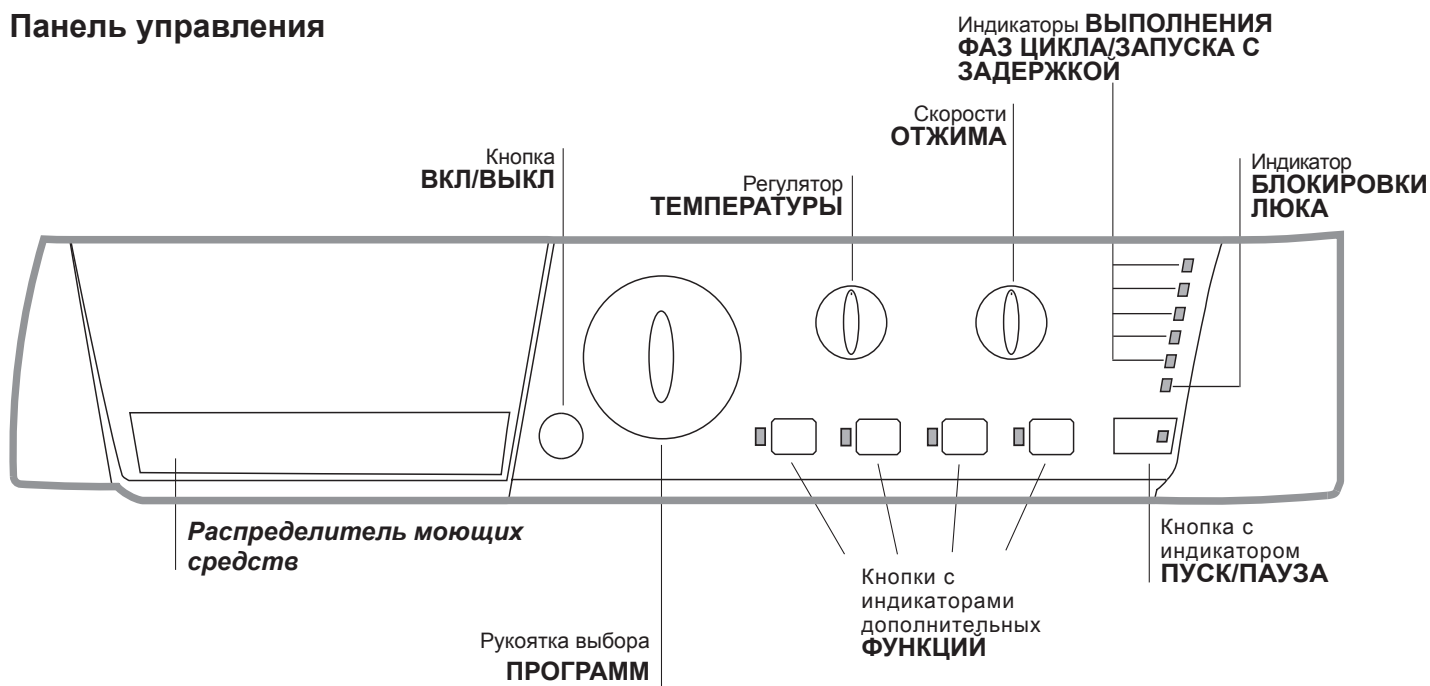 Панель управления
Индикаторы ВЫПОЛНЕНИЯ
ФАЗ ЦИКЛА/ЗАПУСКА С
ЗАДЕРЖКОЙ
Скорости
ОТЖИМА
Кнопка
ВКЛ/ВЫКЛ
Регулятор
ТЕМПЕРАТУРЫ
Индикатор
БЛОКИРОВКИ
ЛЮКА
Распределитель моющих
средств
Рукоятка выбора
ПРОГРАММ
Кнопки с
индикаторами
дополнительных
ФУНКЦИЙ
Кнопка с
индикатором
ПУСК/ПАУЗА